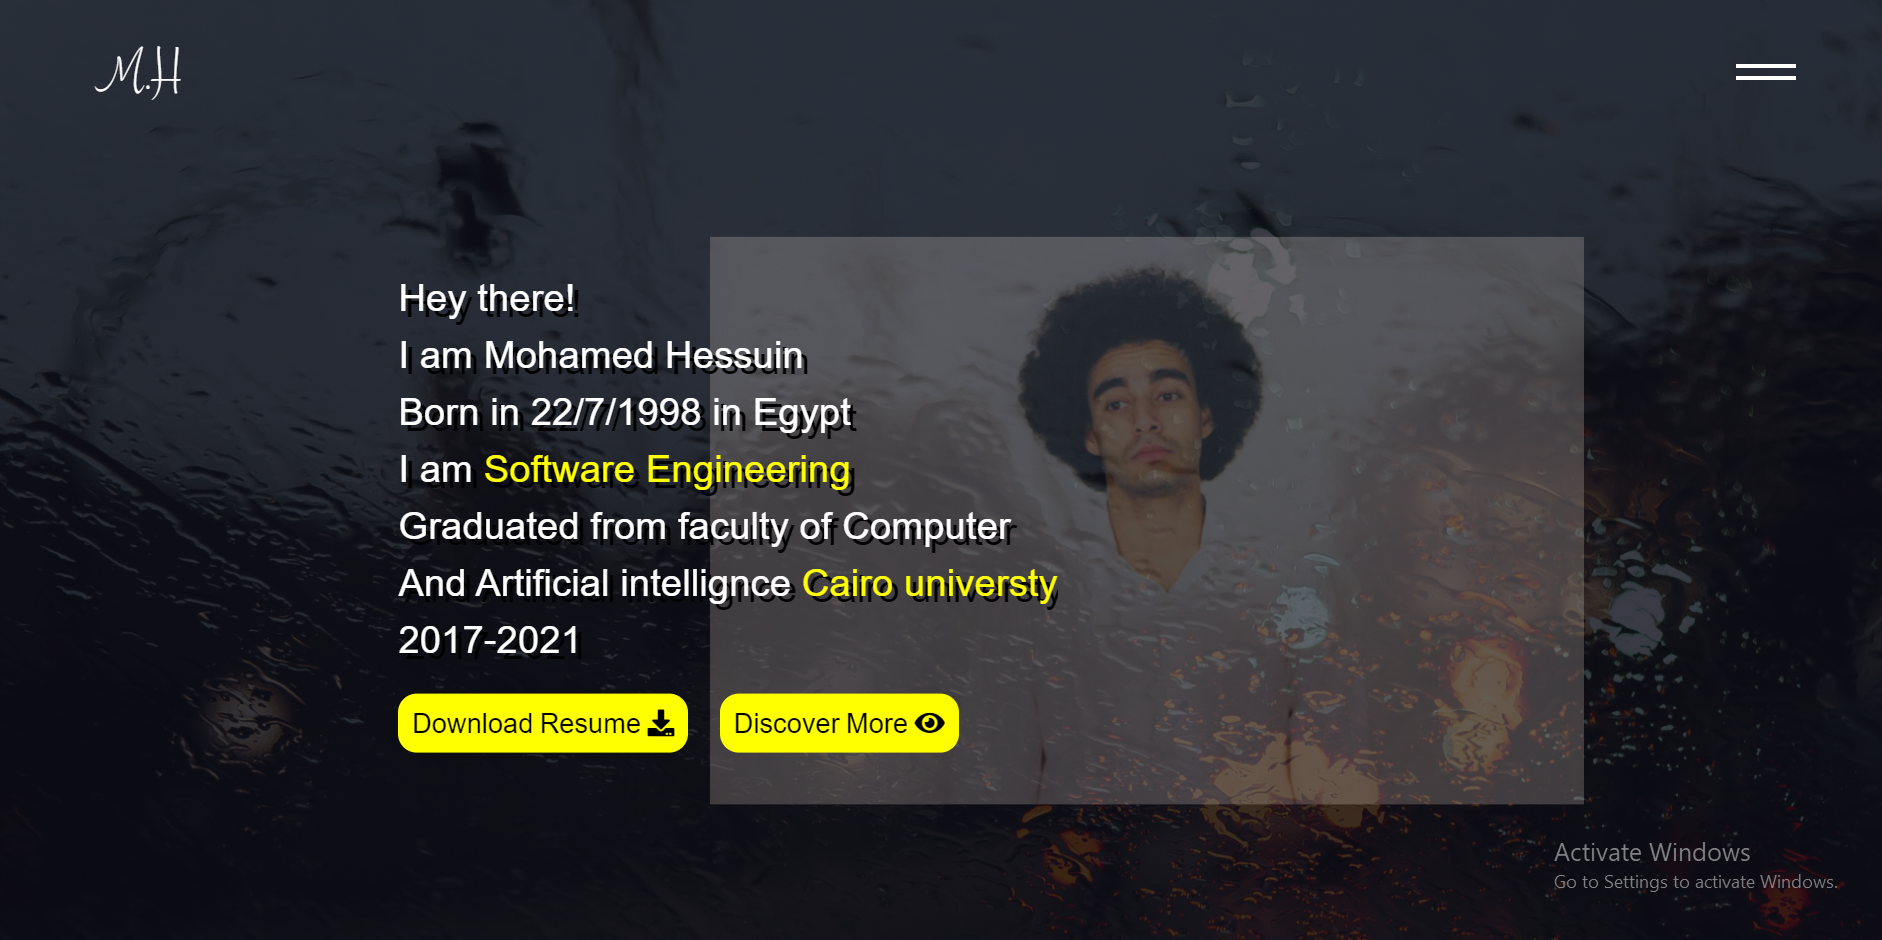 M.H
Hey there!
I am Mohamed Hessuin
Born in 22/7/1998 in Egypt
I am Software Engineering
Graduated from faculty of Computer
And Artificial intellignce Cairo universty
2017-2021
Download Resume
Discover More
Activate Windows
Go to Settings to activate Windows.